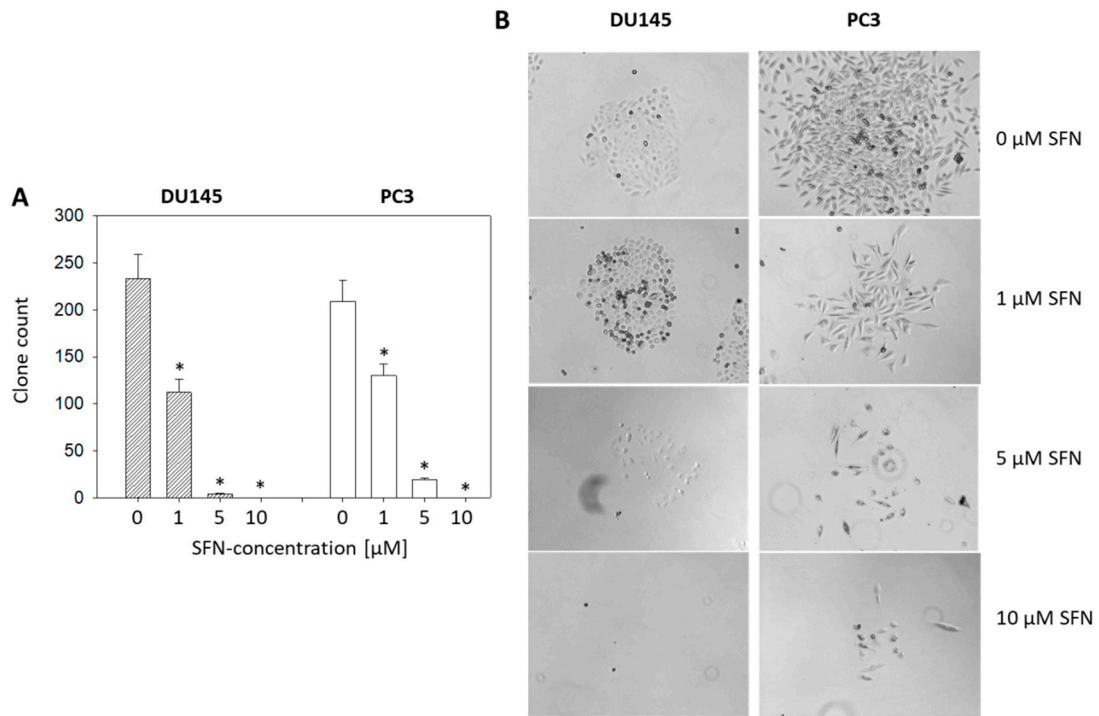 A
DU145 PC3
300
250
200
150
100
50
0
Clone count
*
*
*
*
*
*
0 1 5 10 0 1 5 10
SFN-concentration [µM]
B
DU145 PC3
0 µM SFN
1 µM SFN
5 µM SFN
10 µM SFN